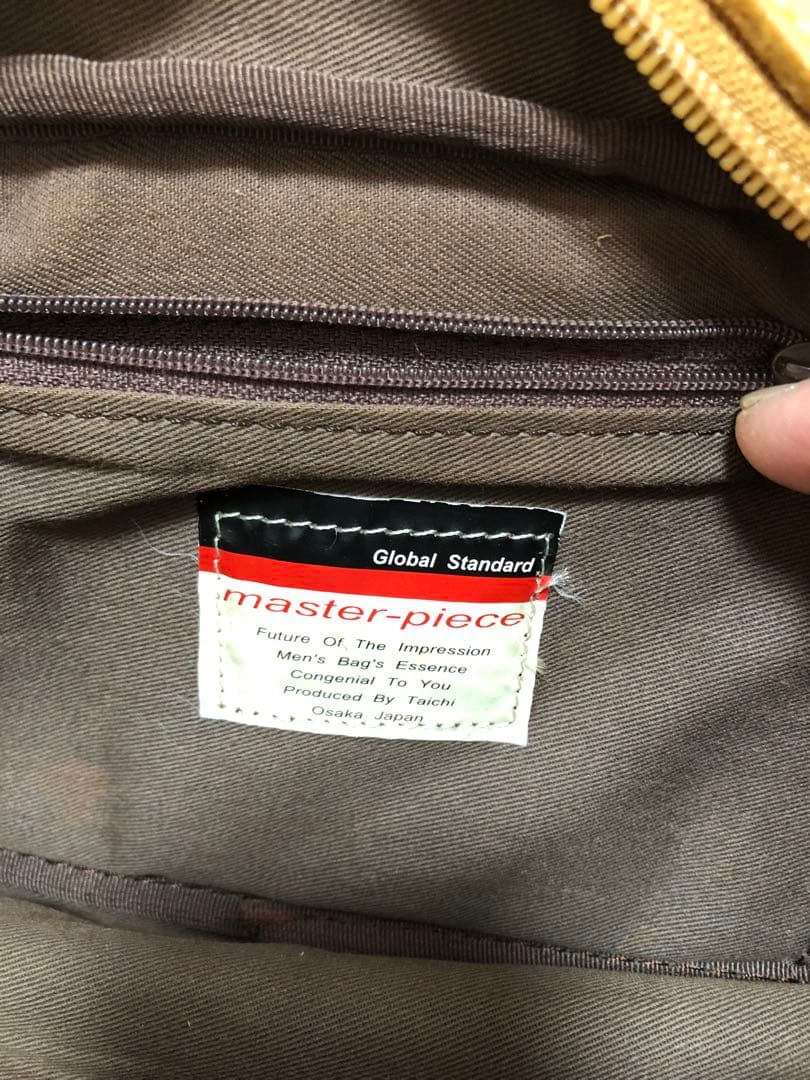 Global Standard
master-piece
Future Of The Impression
Men's Bag's Essence
Congenial To You
Produced By Taichi
Osaka Japan